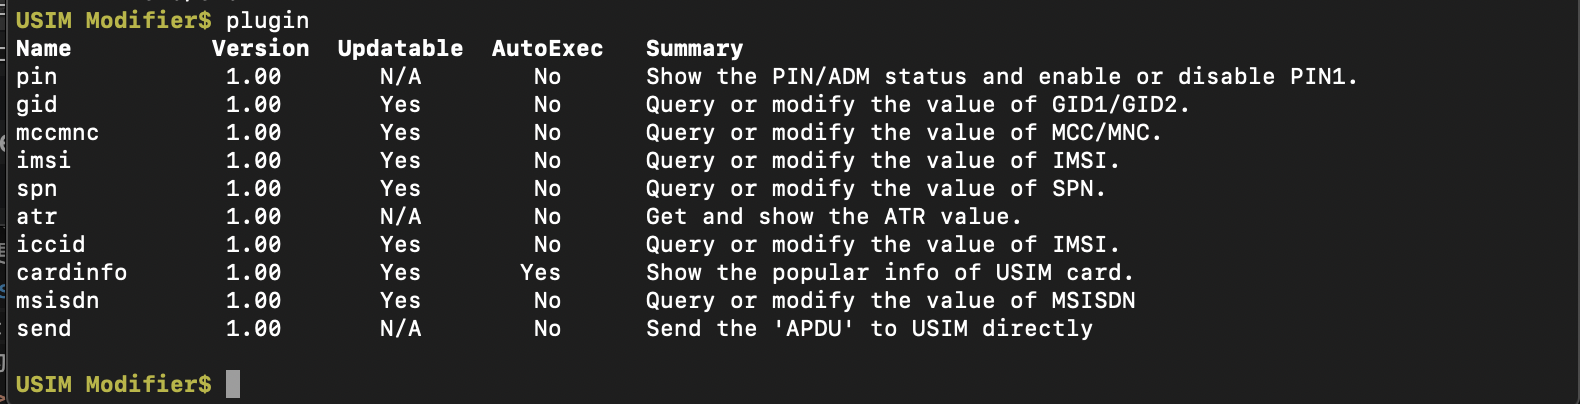 USIM Modifier$ plugin
Name Version Updatable AutoExec Summary
pin 1.00 N/A No Show the PIN/ADM status and enable or disable PIN1.
gid 1.00 Yes No Query or modify the value of GID1/GID2.
mccmnc 1.00 Yes No Query or modify the value of MCC/MNC.
imsi 1.00 Yes No Query or modify the value of IMSI.
spn 1.00 Yes No Query or modify the value of SPN.
atr 1.00 N/A No Get and show the ATR value.
iccid 1.00 Yes No Query or modify the value of IMSI.
cardinfo 1.00 Yes Yes Show the popular info of USIM card.
msisdn 1.00 Yes No Query or modify the value of MSISDN
send 1.00 N/A No Send the 'APDU' to USIM directly
USIM Modifier$